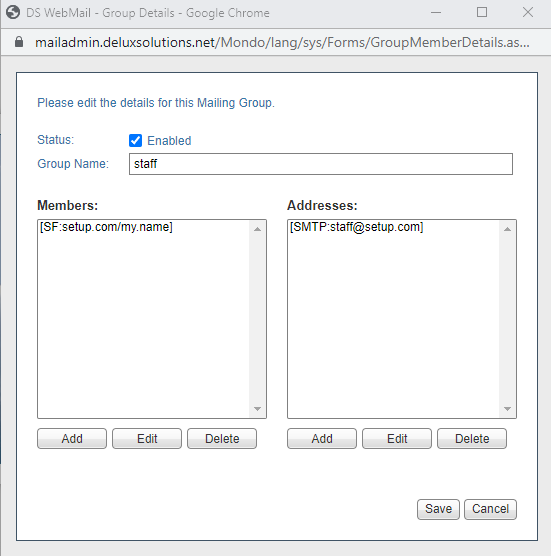 DS WebMail - Group Details - Google Chrome
mailadmin.deluxsolutions.net/Mondo/lang/sys/Forms/GroupMemberDetails.as...
Please edit the details for this Mailing Group.
Status: Enabled
Group Name: staff
Members: Addresses:
[SF:setup.com/my.name] [SMTP:staff@setup.com]
Add Edit Delete Add Edit Delete
Save Cancel